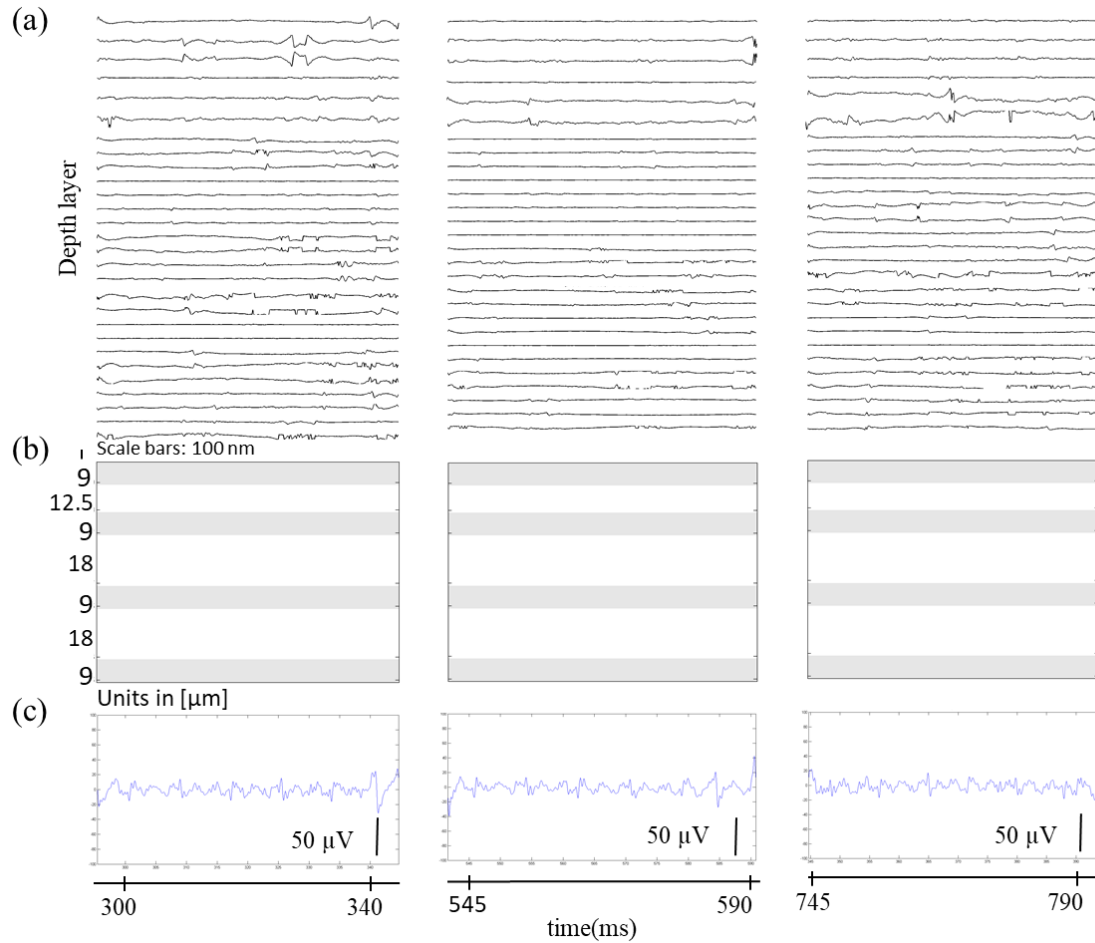 (a)
Depth layer
(b)
Scale bars: 100 nm
9
12.5
9
18
9
18
9
Units in [µm]
(c)
50 µV
50 µV
50 µV
300
340
545
590
745
790
time(ms)